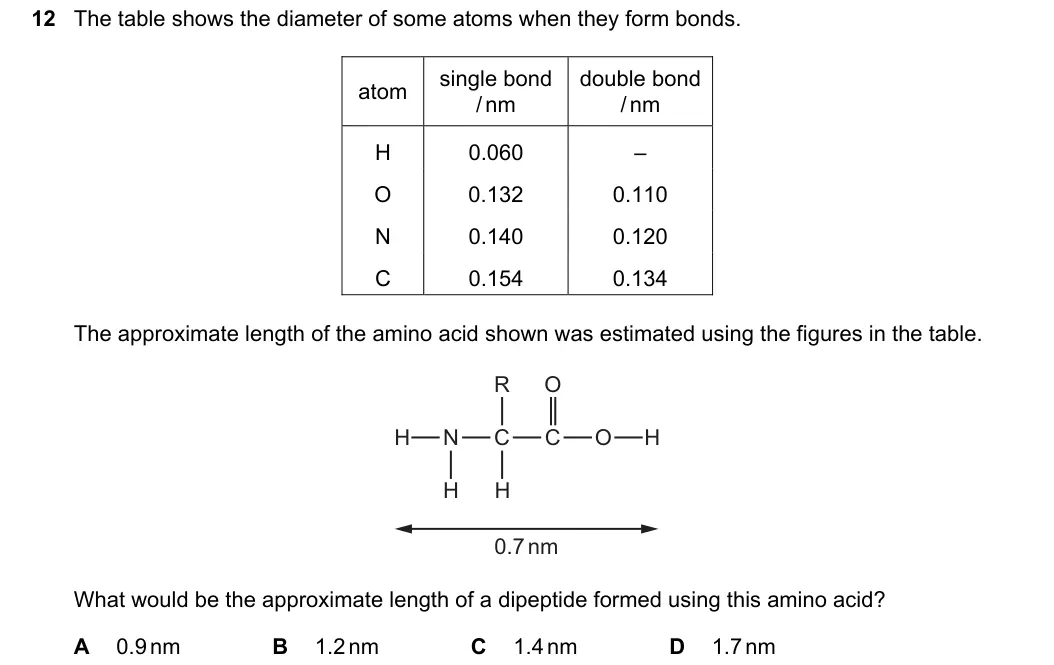 12 The table shows the diameter of some atoms when they form bonds.
atom single bond /nm double bond /nm
H 0.060 –
O 0.132 0.110
N 0.140 0.120
C 0.154 0.134
The approximate length of the amino acid shown was estimated using the figures in the table.
R O
H—N—C—C—O—H
H H
0.7 nm
What would be the approximate length of a dipeptide formed using this amino acid?
A 0.9 nm B 1.2 nm C 1.4 nm D 1.7 nm